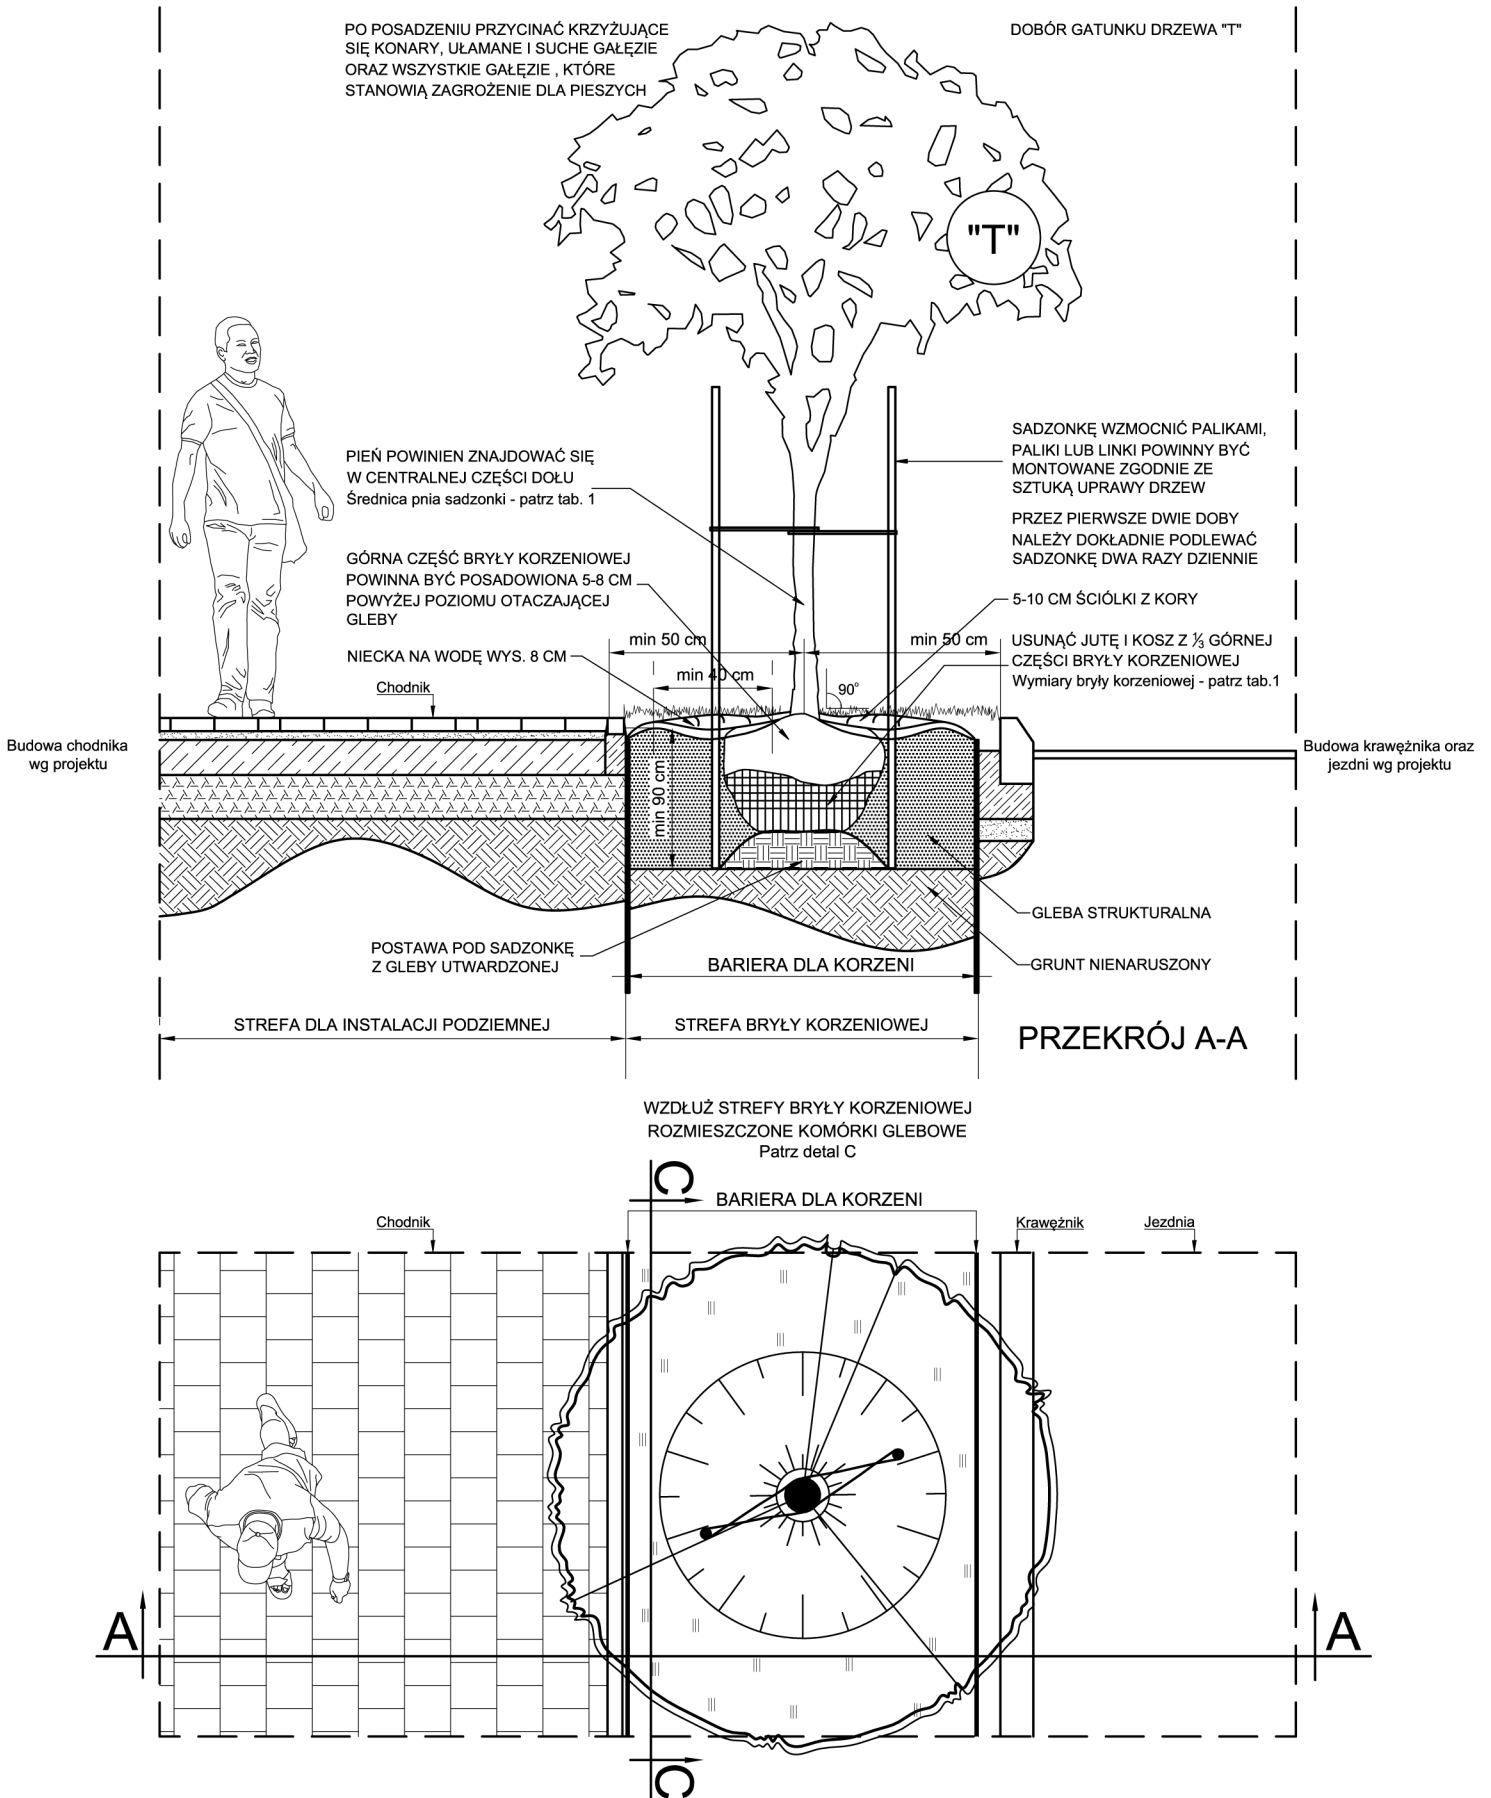 PO POSADZENIU PRZYCINAĆ KRZYŻUJĄCE
SIĘ KONARY, UŁAMANE I SUCHE GAŁĘZIE
ORAZ WSZYSTKIE GAŁĘZIE , KTÓRE
STANOWIĄ ZAGROŻENIE DLA PIESZYCH
DOBÓR GATUNKU DRZEWA "T"
"T"
PIEŃ POWINIEN ZNAJDOWAĆ SIĘ
W CENTRALNEJ CZĘŚCI DOŁU
Średnica pnia sadzonki - patrz tab. 1
SADZONKĘ WZMOCNIĆ PALIKAMI,
PALIKI LUB LINKI POWINNY BYĆ
MONTOWANE ZGODNIE ZE
SZTUKĄ UPRAWY DRZEW
PRZEZ PIERWSZE DWIE DOBY
NALEŻY DOKŁADNIE PODLEWAĆ
SADZONKĘ DWA RAZY DZIENNIE
GÓRNA CZĘŚĆ BRYŁY KORZENIOWEJ
POWINNA BYĆ POSADOWIONA 5-8 CM
POWYŻEJ POZIOMU OTACZAJĄCEJ
GLEBY
5-10 CM ŚCIÓŁKI Z KORY
min 50 cm
min 50 cm
USUNĄĆ JUTĘ I KOSZ Z ⅓ GÓRNEJ
CZĘŚCI BRYŁY KORZENIOWEJ
Wymiary bryły korzeniowej - patrz tab.1
NIECKA NA WODĘ WYS. 8 CM
min 40 cm
90°
Chodnik
Budowa chodnika
wg projektu
Budowa krawężnika oraz
jezdni wg projektu
min 90 cm
GLEBA STRUKTURALNA
POSTAWA POD SADZONKĘ
Z GLEBY UTWARDZONEJ
BARIERA DLA KORZENI
GRUNT NIENARUSZONY
STREFA DLA INSTALACJI PODZIEMNEJ
STREFA BRYŁY KORZENIOWEJ
PRZEKRÓJ A-A
WZDŁUŻ STREFY BRYŁY KORZENIOWEJ
ROZMIESZCZONE KOMÓRKI GLEBOWE
Patrz detal C
C
BARIERA DLA KORZENI
Chodnik
Krawężnik
Jezdnia
A
A
C